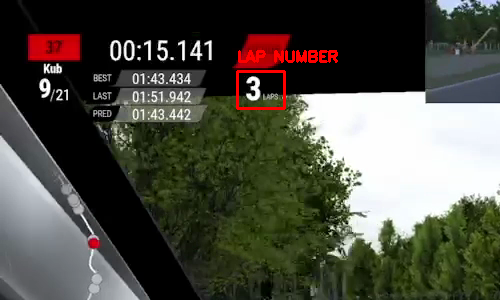 37
00:15.141
LAP NUMBER
Kub
9/21
BEST 01:43.434
LAST 01:51.942
PRED 01:43.442
3 LAPS